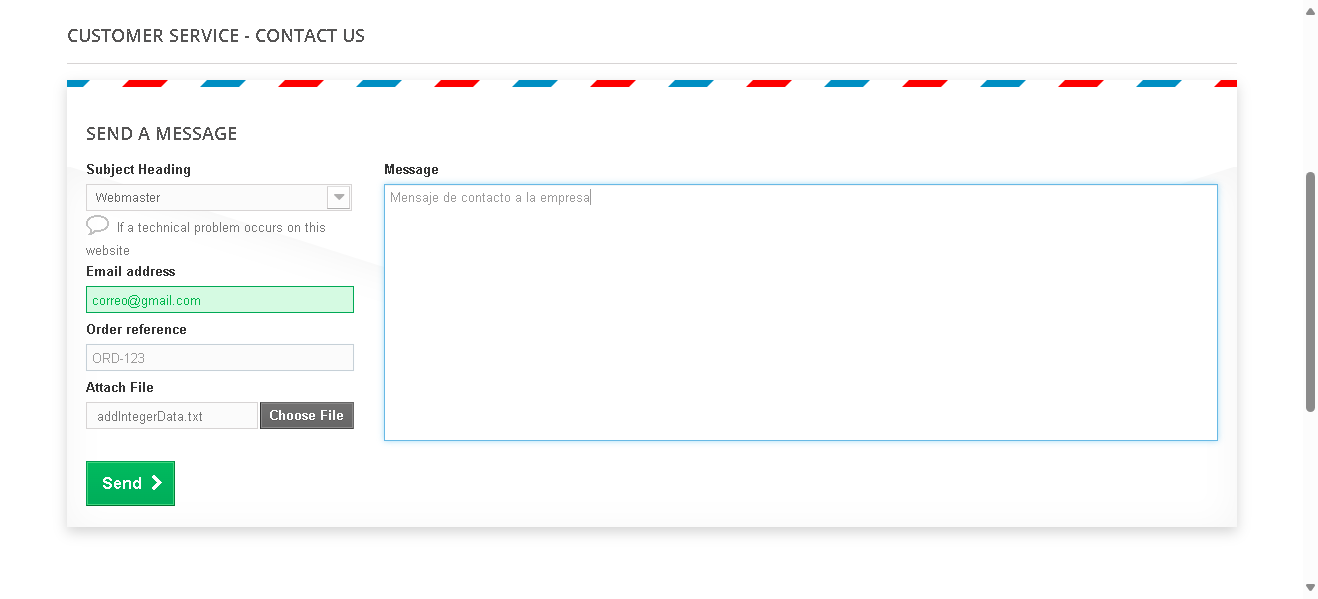 CUSTOMER SERVICE - CONTACT US
SEND A MESSAGE
Subject Heading
Webmaster
If a technical problem occurs on this
website
Email address
correo@gmail.com
Order reference
ORD-123
Attach File
addIntegerData.txt
Choose File
Send
Message
Mensaje de contacto a la empresa